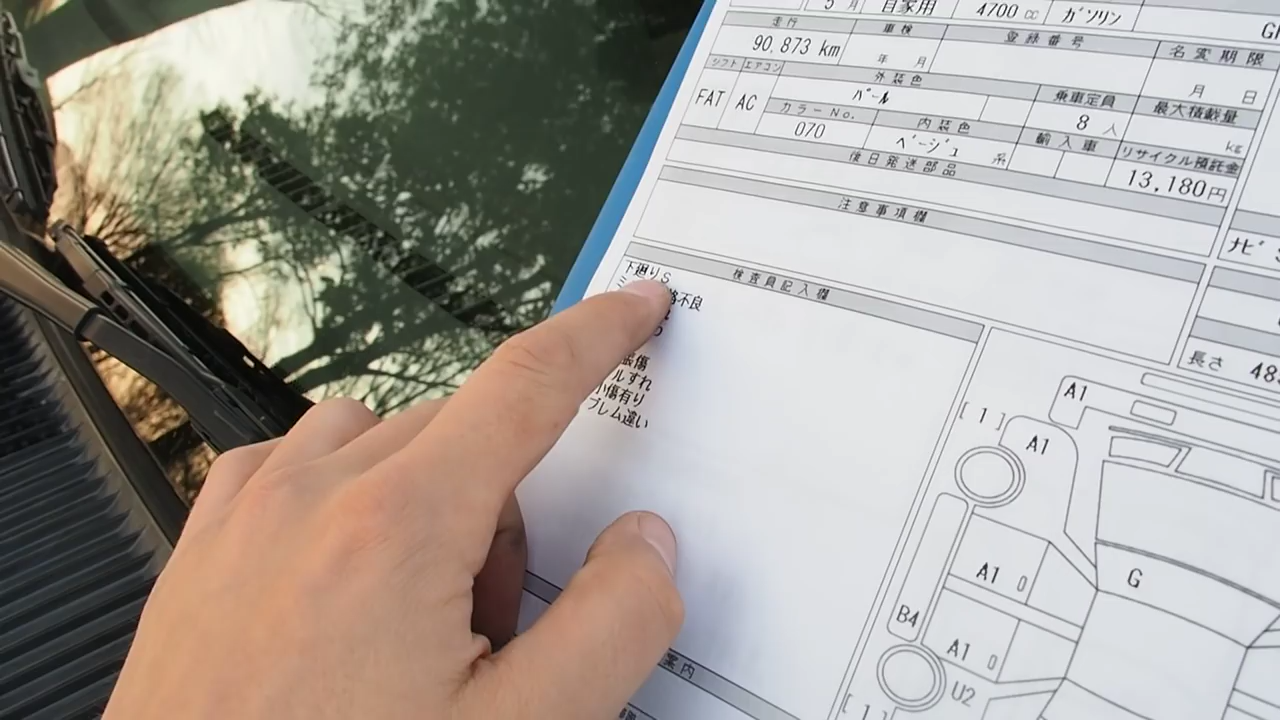 5 月 自家用 4700 cc ガソリン
走行 車検 登録番号 名変期限
90,873 km 年 月 月 日
シフト エアコン 外装色 乗車定員 最大積載量
FAT AC パール 8 人 kg
カラーNo. 内装色 輸入車 リサイクル預託金
070 ベージュ 系 13,180円
後日発送部品
注意事項欄
ナビ
検査員記入欄
下廻りS
不良
張傷
ルすれ
小傷有り
ブレム違い
長さ 48
A1
[ 1 ]
A1
A1
G
B4
A1
U2
[ 1
案内